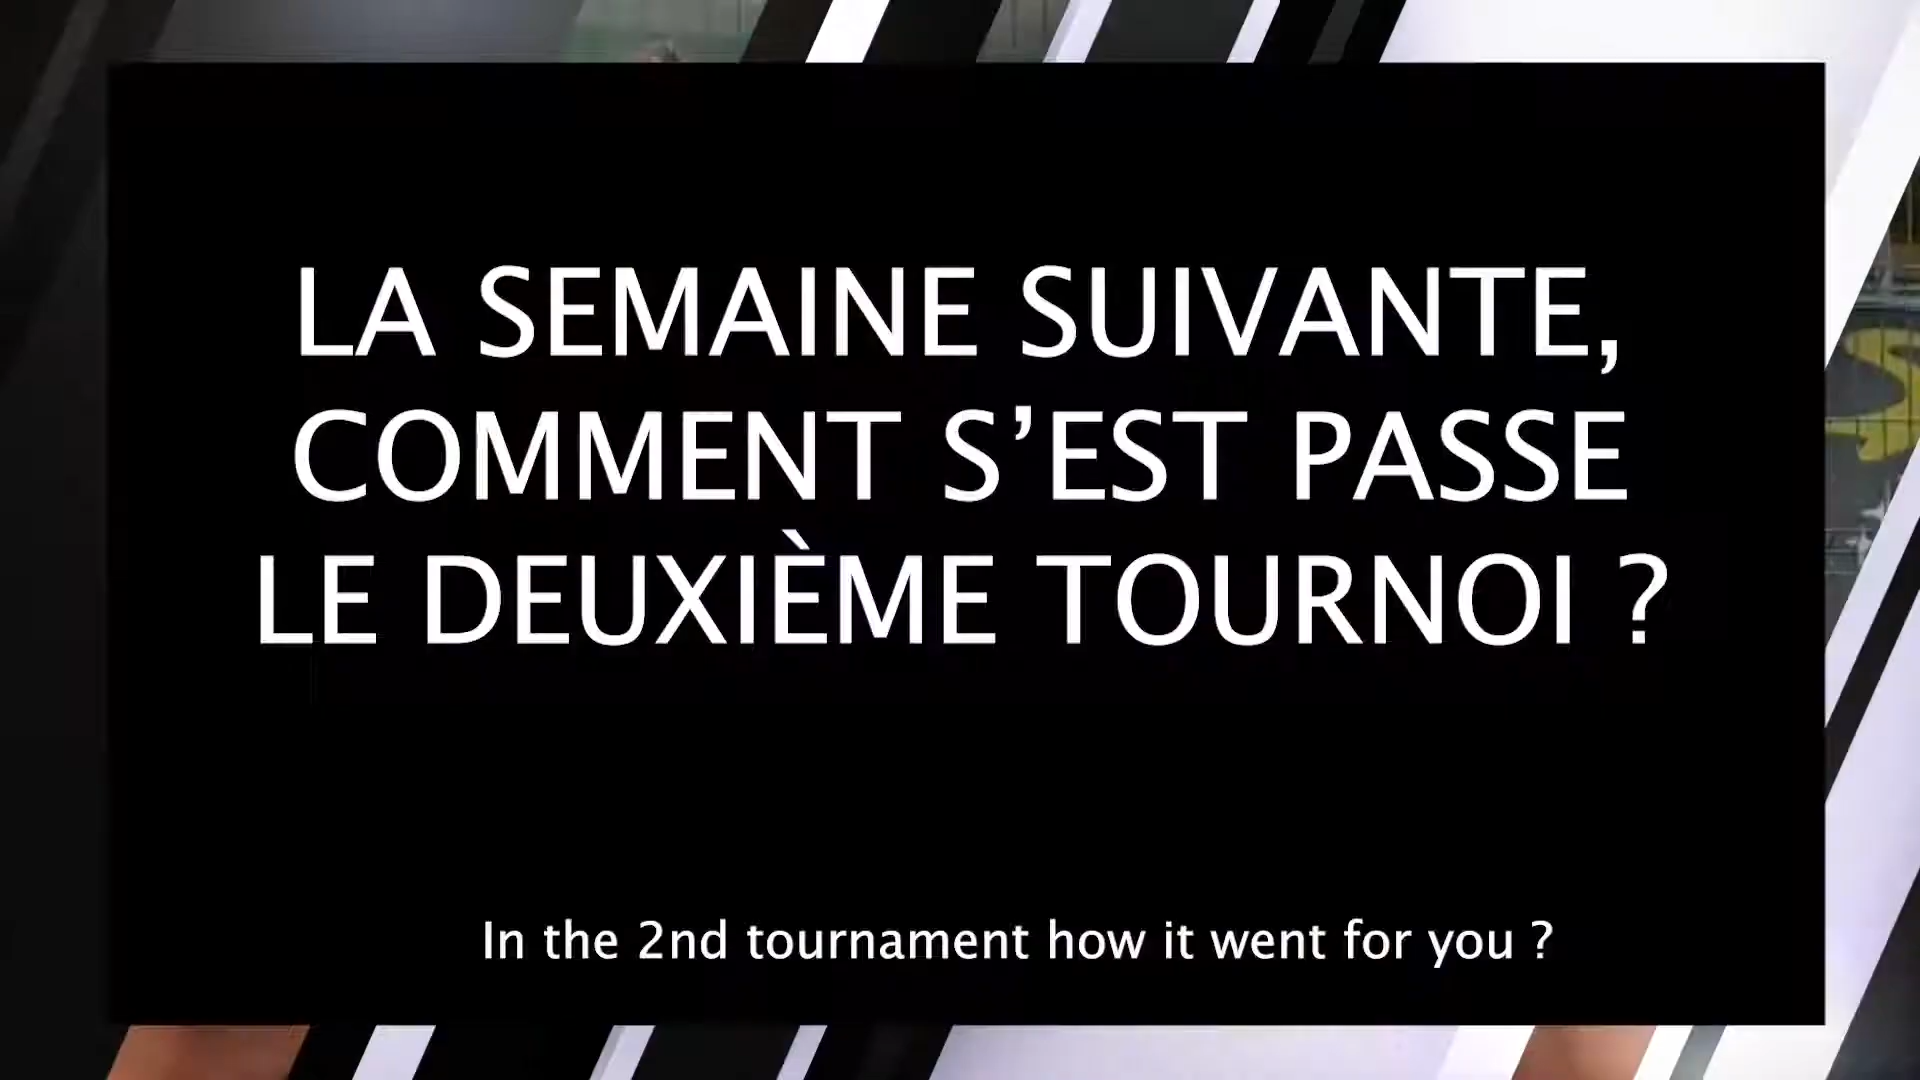 LA SEMAINE SUIVANTE,
COMMENT S’EST PASSE
LE DEUXIÈME TOURNOI ?
In the 2nd tournament how it went for you ?